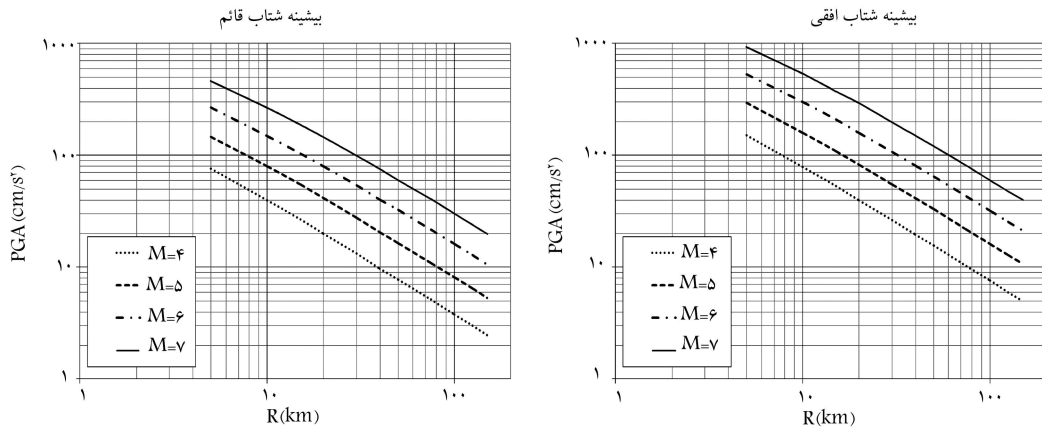 بیشینه شتاب قائم
۱۰۰۰
۱۰۰
۱۰
۱
PGA(cm/s۲)
M=۴
M=۵
M=۶
M=۷
۱
۱۰
۱۰۰
R(km)
بیشینه شتاب افقی
۱۰۰۰
۱۰۰
۱۰
۱
PGA(cm/s۲)
M=۴
M=۵
M=۶
M=۷
۱
۱۰
۱۰۰
R(km)